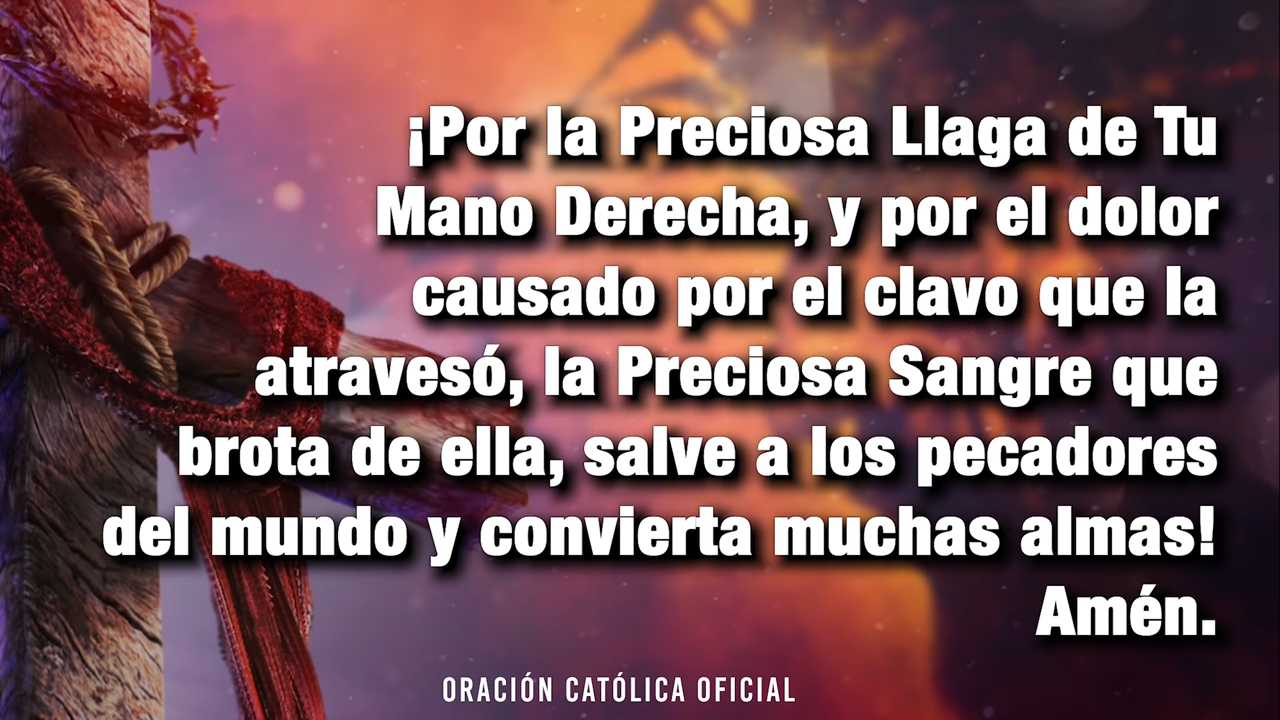 ¡Por la Preciosa Llaga de Tu
Mano Derecha, y por el dolor
causado por el clavo que la
atravesó, la Preciosa Sangre que
brota de ella, salve a los pecadores
del mundo y convierta muchas almas!
Amén.
ORACIÓN CATÓLICA OFICIAL